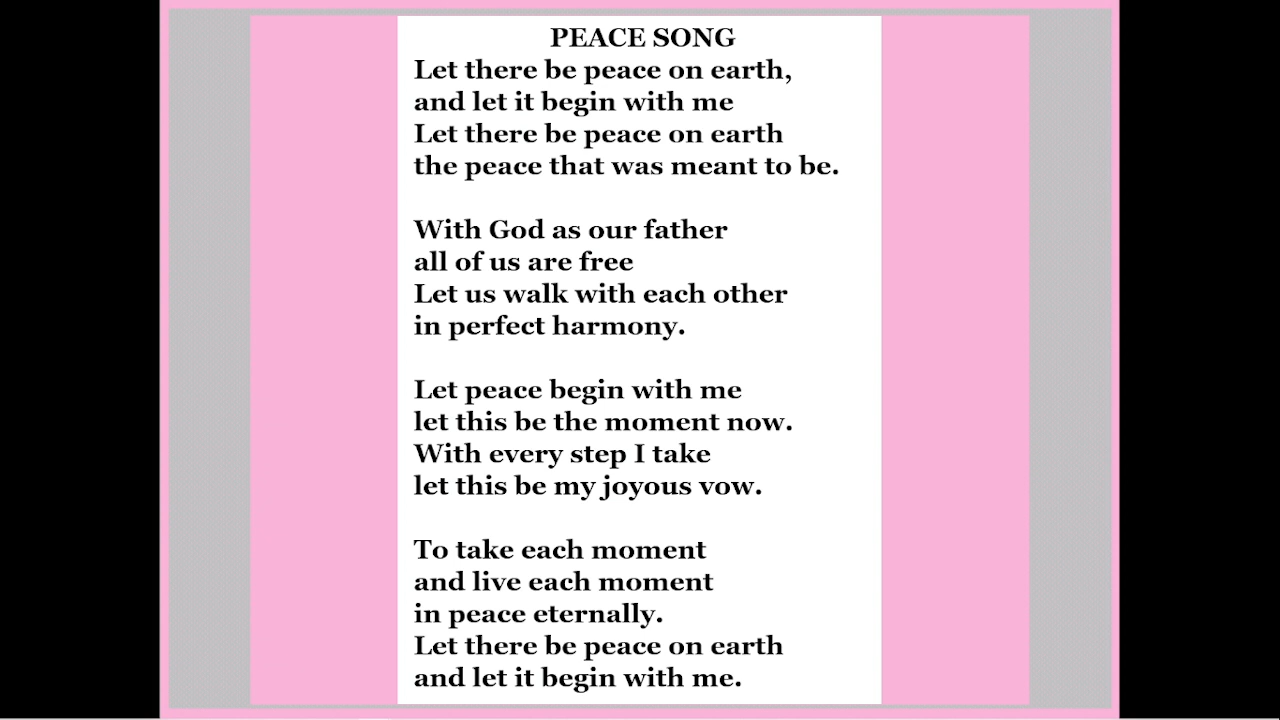 PEACE SONG
Let there be peace on earth,
and let it begin with me
Let there be peace on earth
the peace that was meant to be.
With God as our father
all of us are free
Let us walk with each other
in perfect harmony.
Let peace begin with me
let this be the moment now.
With every step I take
let this be my joyous vow.
To take each moment
and live each moment
in peace eternally.
Let there be peace on earth
and let it begin with me.